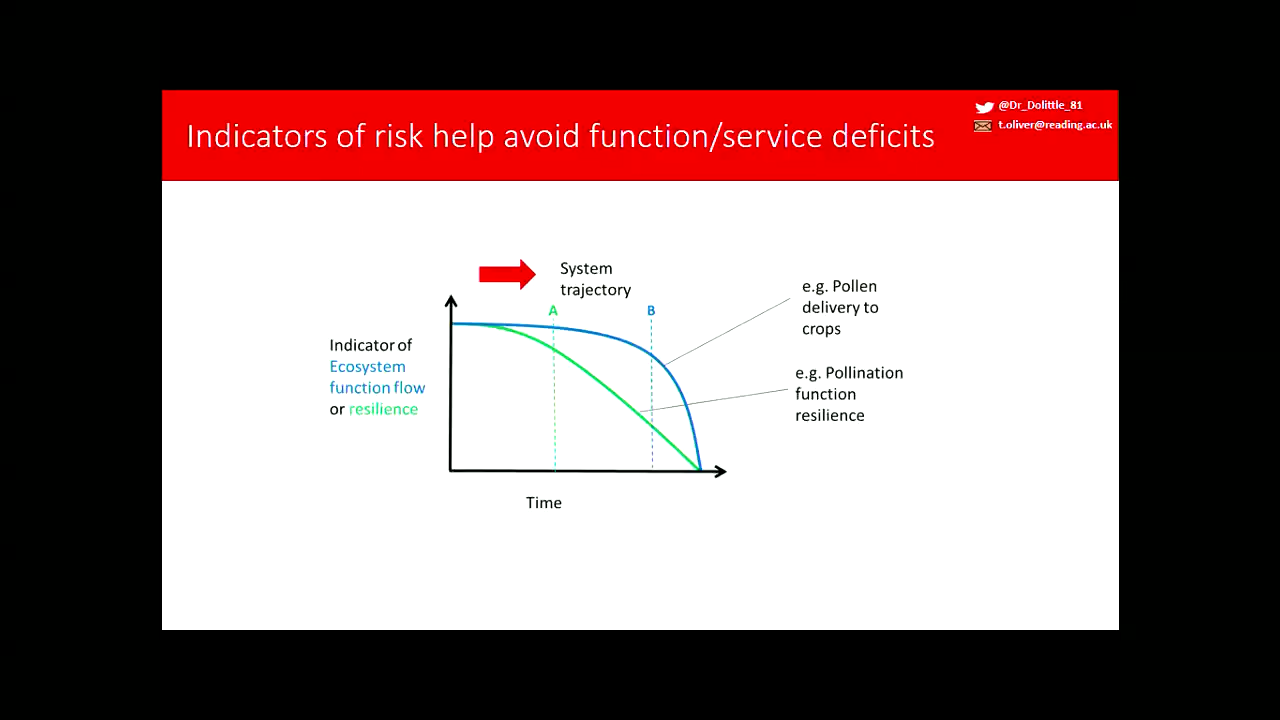 @Dr_Dolittle_81
t.oliver@reading.ac.uk
Indicators of risk help avoid function/service deficits
System
trajectory
A
B
e.g. Pollen
delivery to
crops
Indicator of
Ecosystem
function flow
or resilience
e.g. Pollination
function
resilience
Time